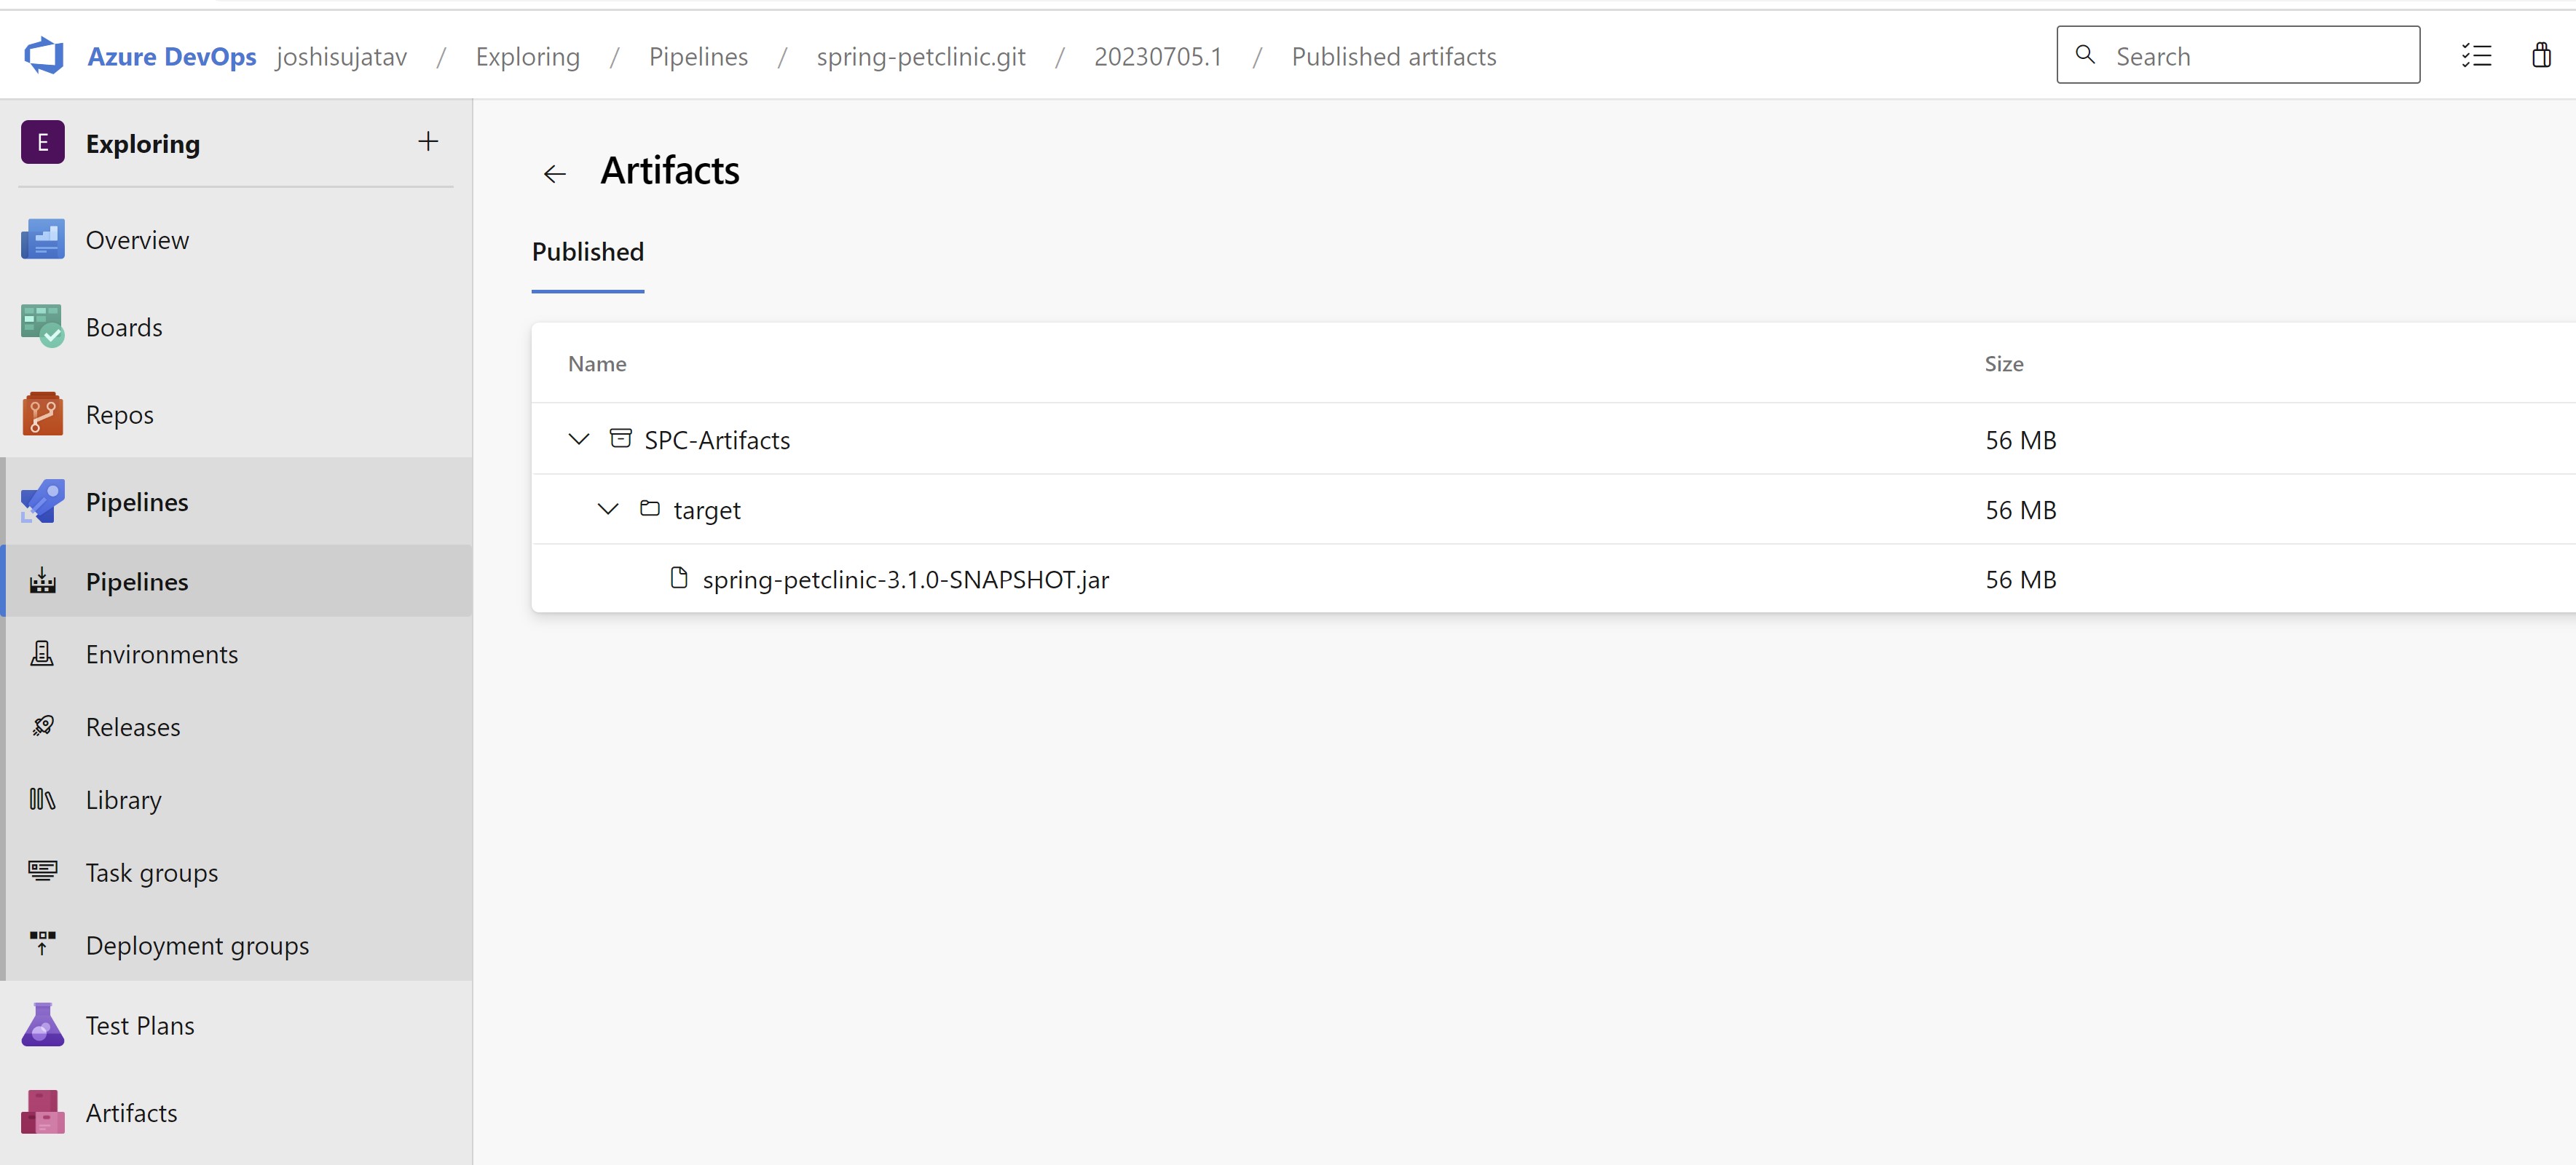 Azure DevOps joshisujatav / Exploring / Pipelines / spring-petclinic.git / 20230705.1 / Published artifacts
Search
E Exploring
Overview
Boards
Repos
Pipelines
Pipelines
Environments
Releases
Library
Task groups
Deployment groups
Test Plans
Artifacts
Artifacts
Published
Name Size
SPC-Artifacts 56 MB
target 56 MB
spring-petclinic-3.1.0-SNAPSHOT.jar 56 MB